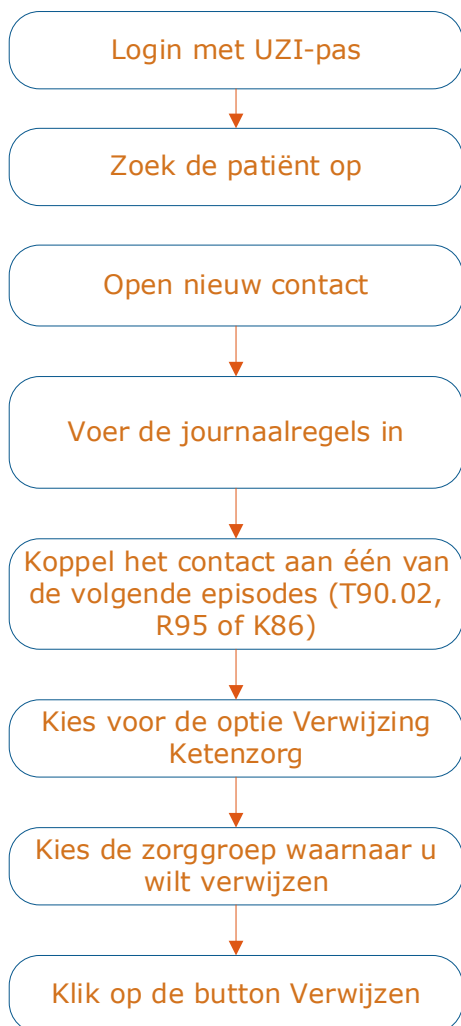 Login met UZI-pas
Zoek de patiënt op
Open nieuw contact
Voer de journaalregels in
Koppel het contact aan één van
de volgende episodes (T90.02,
R95 of K86)
Kies voor de optie Verwijzing
Ketenzorg
Kies de zorggroep waarnaar u
wilt verwijzen
Klik op de button Verwijzen